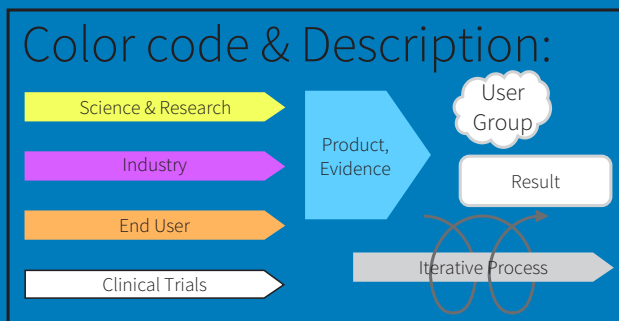 Color code & Description:
Science & Research
Industry
End User
Clinical Trials
Product,
Evidence
User
Group
Result
Iterative Process